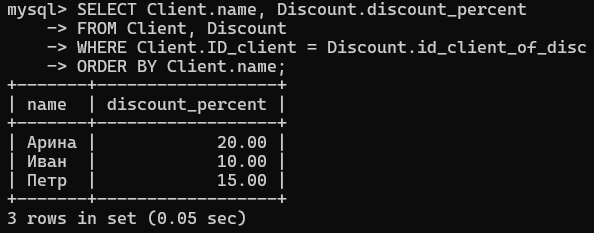 mysql> SELECT Client.name, Discount.discount_percent
    -> FROM Client, Discount
    -> WHERE Client.ID_client = Discount.id_client_of_disc
    -> ORDER BY Client.name;
+-------+------------------+
| name  | discount_percent |
+-------+------------------+
| Арина |            20.00 |
| Иван  |            10.00 |
| Петр  |            15.00 |
+-------+------------------+
3 rows in set (0.05 sec)